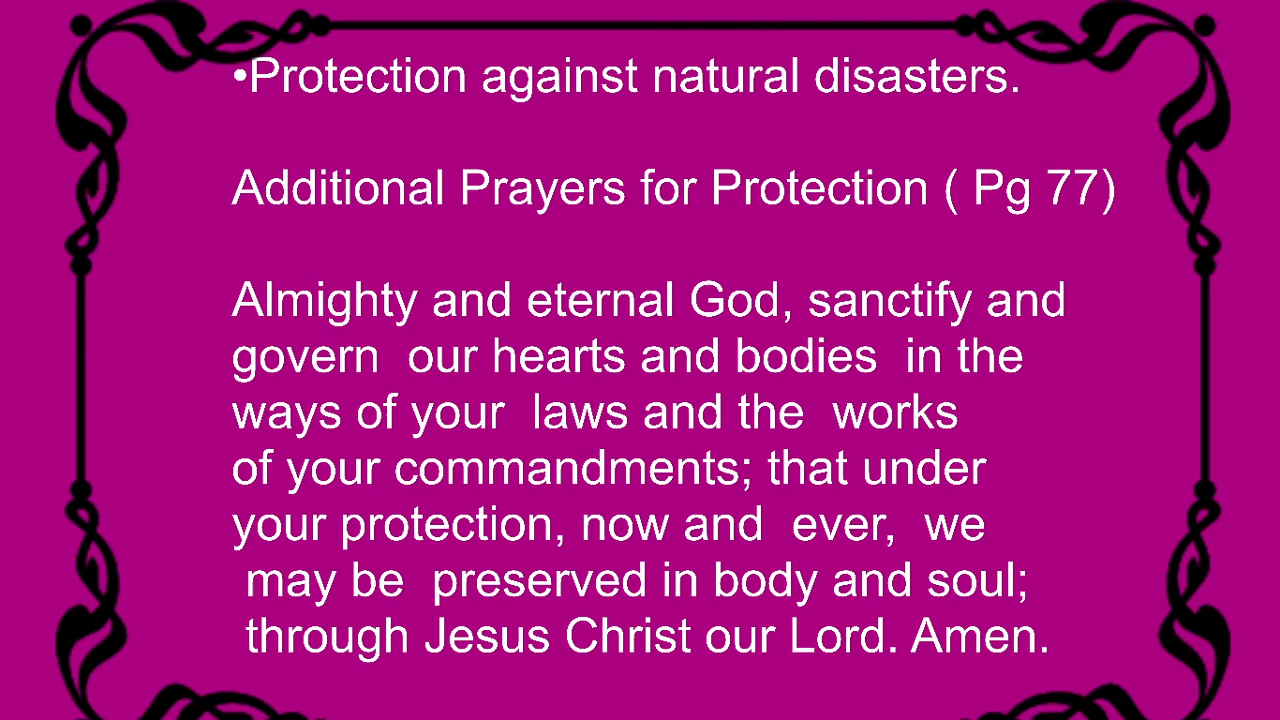 •Protection against natural disasters.
Additional Prayers for Protection ( Pg 77)
Almighty and eternal God, sanctify and
govern  our hearts and bodies  in the
ways of your  laws and the  works
of your commandments; that under
your protection, now and  ever,  we
may be  preserved in body and soul;
through Jesus Christ our Lord. Amen.